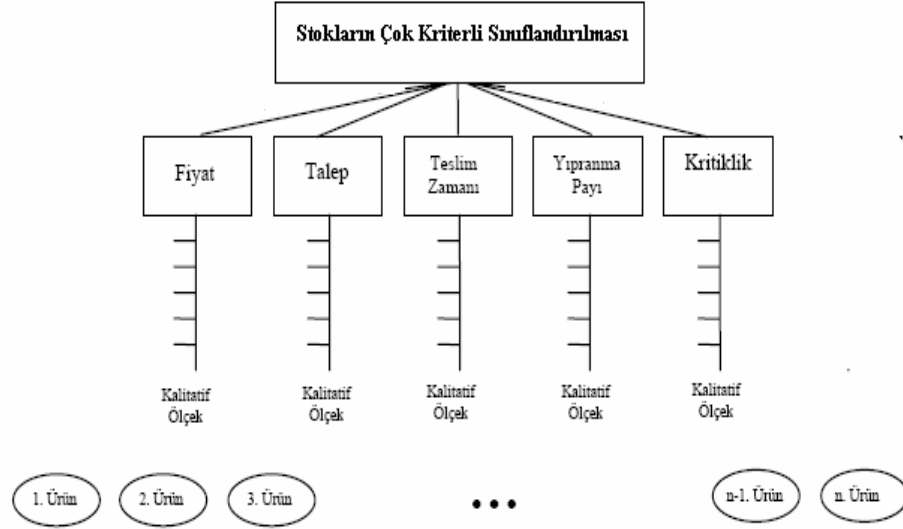 Stokların Çok Kriterli Sınıflandırılması
Fiyat
Talep
Teslim
Zamanı
Yıpranma
Payı
Kritiklik
Kalitatif
Ölçek
Kalitatif
Ölçek
Kalitatif
Ölçek
Kalitatif
Ölçek
Kalitatif
Ölçek
1. Ürün
2. Ürün
3. Ürün
• • •
n-1. Ürün
n. Ürün